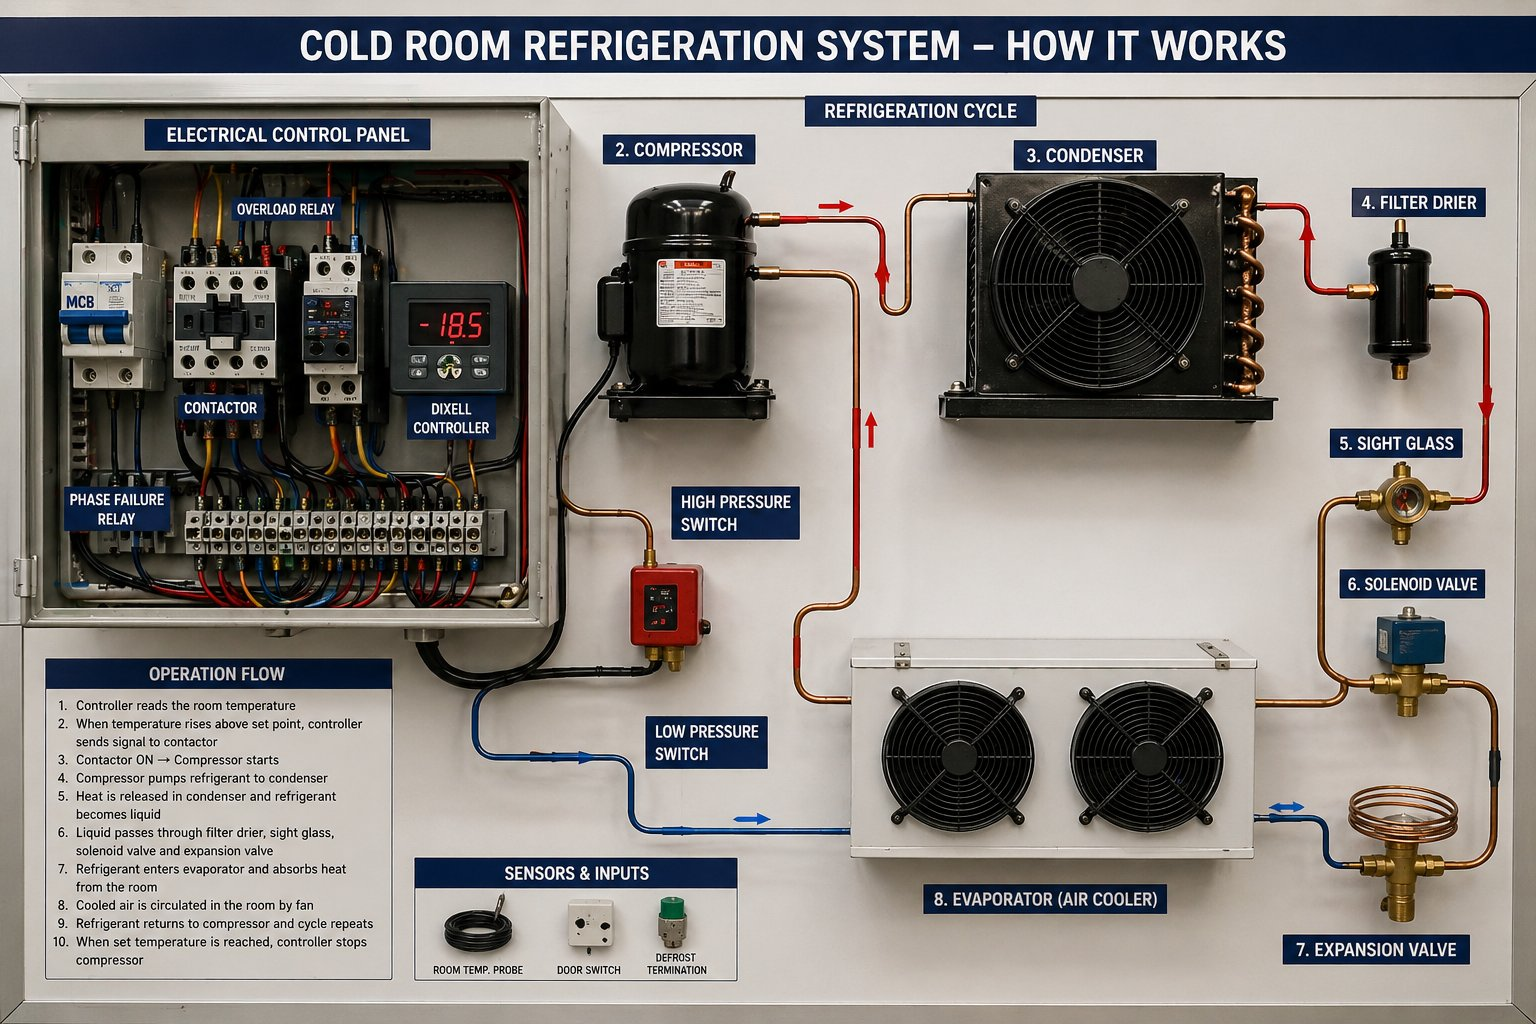 COLD ROOM REFRIGERATION SYSTEM – HOW IT WORKS
REFRIGERATION CYCLE
ELECTRICAL CONTROL PANEL
OVERLOAD RELAY
MCB
-18.5
CONTACTOR
DIXELL
CONTROLLER
PHASE FAILURE
RELAY
2. COMPRESSOR
3. CONDENSER
4. FILTER DRIER
5. SIGHT GLASS
HIGH PRESSURE
SWITCH
6. SOLENOID VALVE
LOW PRESSURE
SWITCH
8. EVAPORATOR (AIR COOLER)
7. EXPANSION VALVE
OPERATION FLOW
1. Controller reads the room temperature
2. When temperature rises above set point, controller
sends signal to contactor
3. Contactor ON → Compressor starts
4. Compressor pumps refrigerant to condenser
5. Heat is released in condenser and refrigerant
becomes liquid
6. Liquid passes through filter drier, sight glass,
solenoid valve and expansion valve
7. Refrigerant enters evaporator and absorbs heat
from the room
8. Cooled air is circulated in the room by fan
9. Refrigerant returns to compressor and cycle repeats
10. When set temperature is reached, controller stops
compressor
SENSORS & INPUTS
ROOM TEMP. PROBE
DOOR SWITCH
DEFROST
TERMINATION